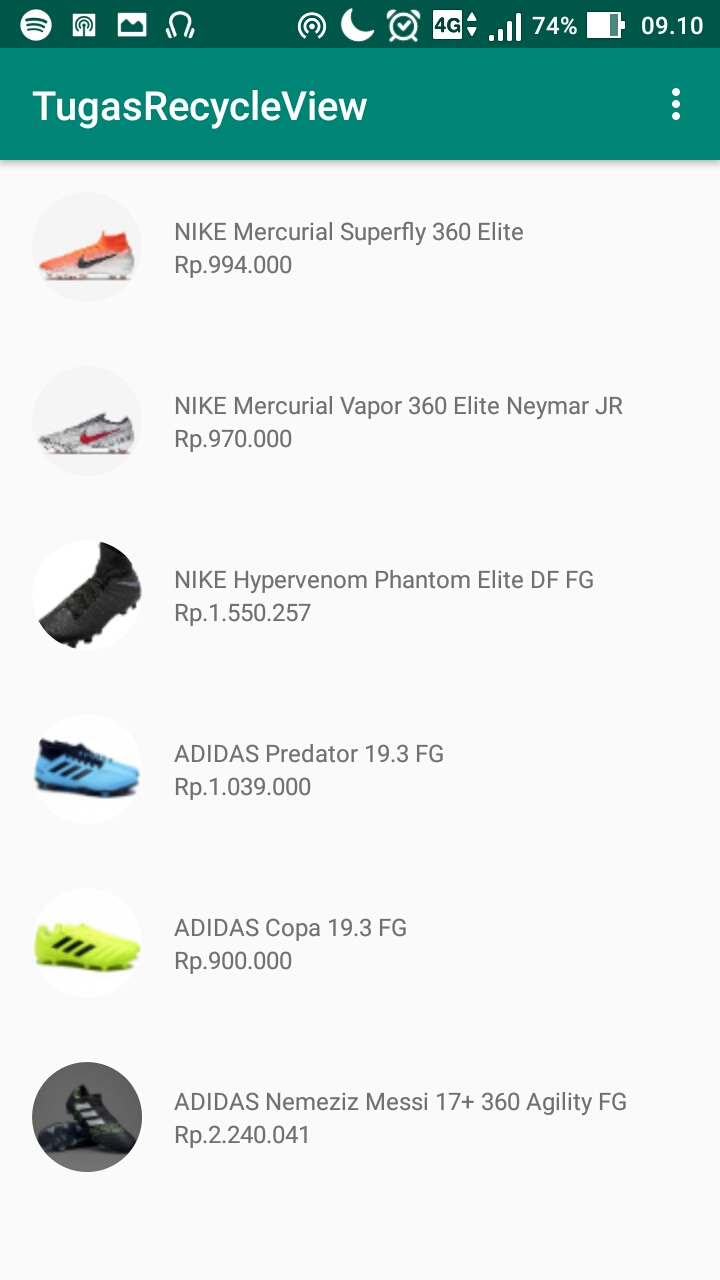 4G 74% 09.10
TugasRecycleView
NIKE Mercurial Superfly 360 Elite
Rp.994.000
NIKE Mercurial Vapor 360 Elite Neymar JR
Rp.970.000
NIKE Hypervenom Phantom Elite DF FG
Rp.1.550.257
ADIDAS Predator 19.3 FG
Rp.1.039.000
ADIDAS Copa 19.3 FG
Rp.900.000
ADIDAS Nemeziz Messi 17+ 360 Agility FG
Rp.2.240.041